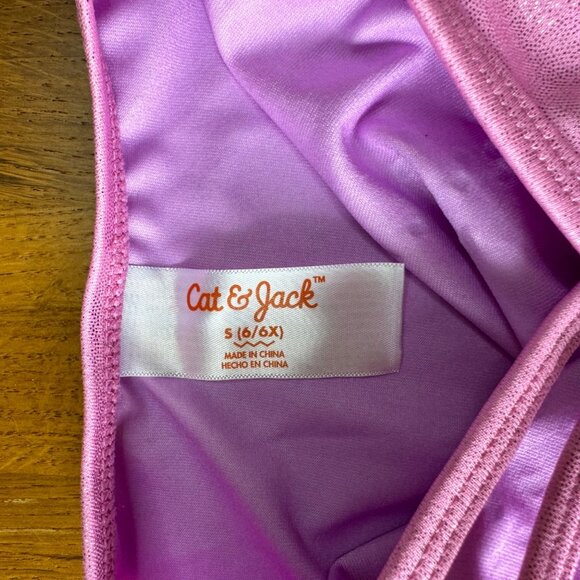 Cat & Jack™
S (6/6X)
MADE IN CHINA
HECHO EN CHINA